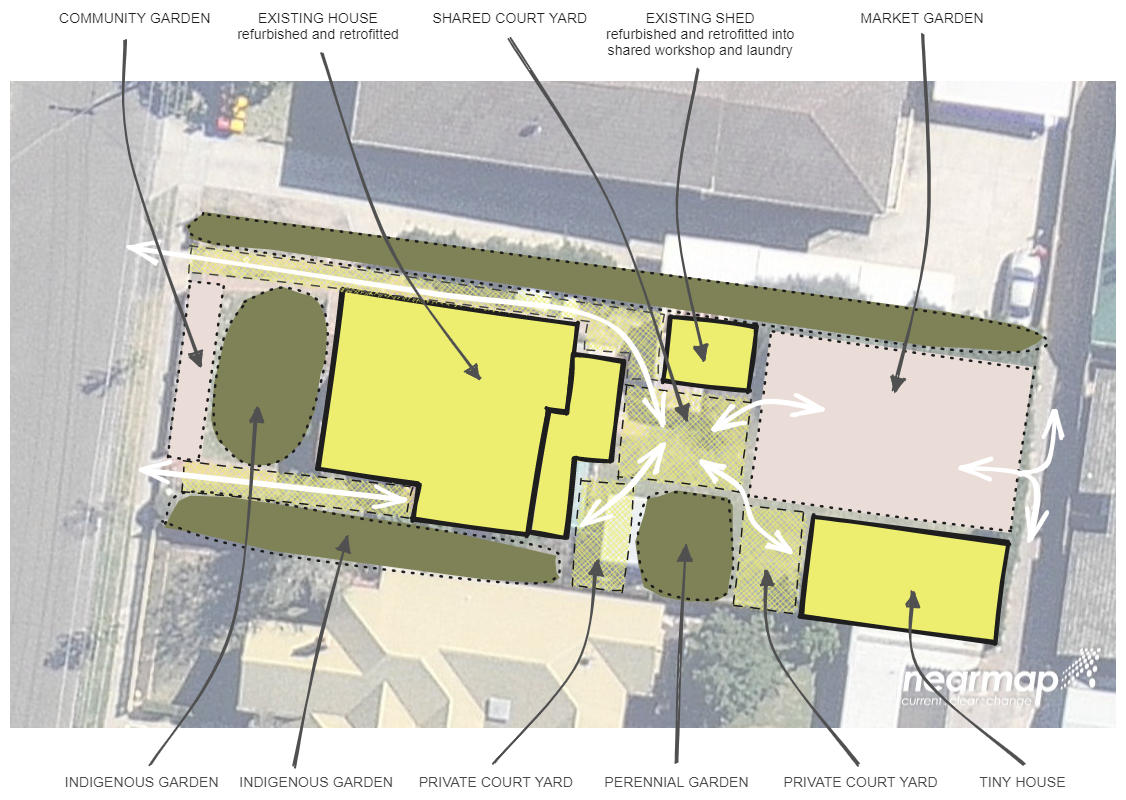 COMMUNITY GARDEN
EXISTING HOUSE
refurbished and retrofitted
SHARED COURT YARD
EXISTING SHED
refurbished and retrofitted into
shared workshop and laundry
MARKET GARDEN
nearmap
current : clear : change
INDIGENOUS GARDEN
INDIGENOUS GARDEN
PRIVATE COURT YARD
PERENNIAL GARDEN
PRIVATE COURT YARD
TINY HOUSE